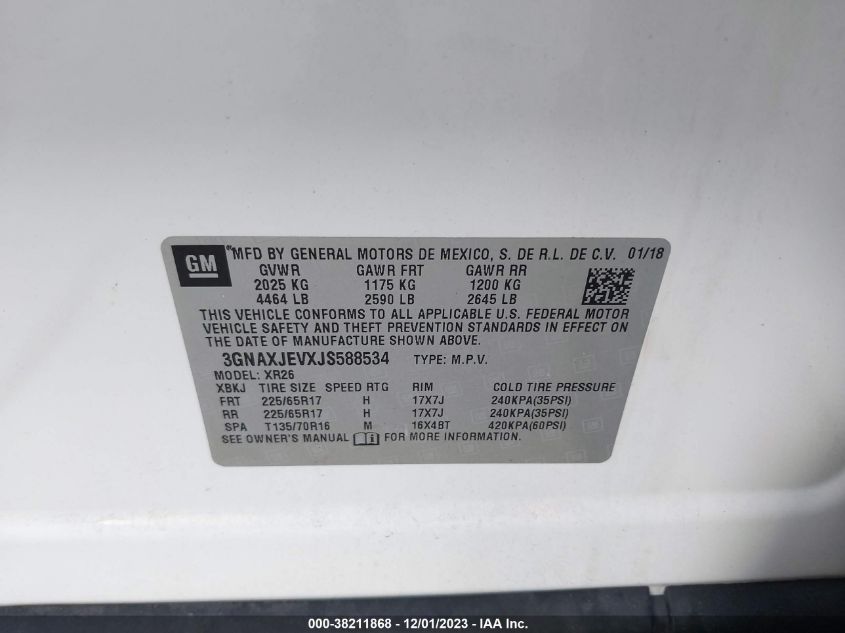 GM MFD BY GENERAL MOTORS DE MEXICO, S. DE R.L. DE C.V. 01/18
GVWR GAWR FRT GAWR RR
2025 KG 1175 KG 1200 KG
4464 LB 2590 LB 2645 LB
THIS VEHICLE CONFORMS TO ALL APPLICABLE U.S. FEDERAL MOTOR
VEHICLE SAFETY AND THEFT PREVENTION STANDARDS IN EFFECT ON
THE DATE OF MANUFACTURE SHOWN ABOVE.
3GNAXJEVXJS588534 TYPE: M.P.V.
MODEL: XR26
XBKJ TIRE SIZE SPEED RTG RIM COLD TIRE PRESSURE
FRT 225/65R17 H 17X7J 240KPA(35PSI)
RR 225/65R17 H 17X7J 240KPA(35PSI)
SPA T135/70R16 M 16X4BT 420KPA(60PSI)
SEE OWNER'S MANUAL FOR MORE INFORMATION.
000-38211868 - 12/01/2023 - IAA Inc.